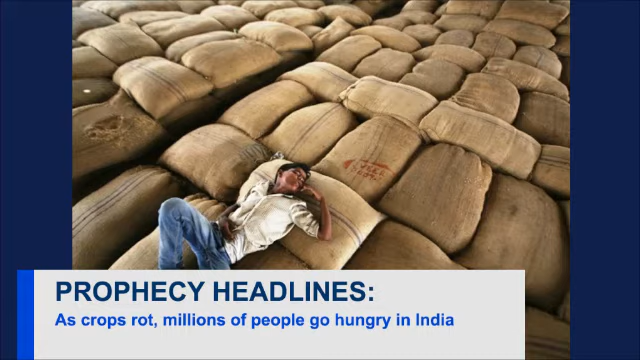 PROPHECY HEADLINES:
As crops rot, millions of people go hungry in India